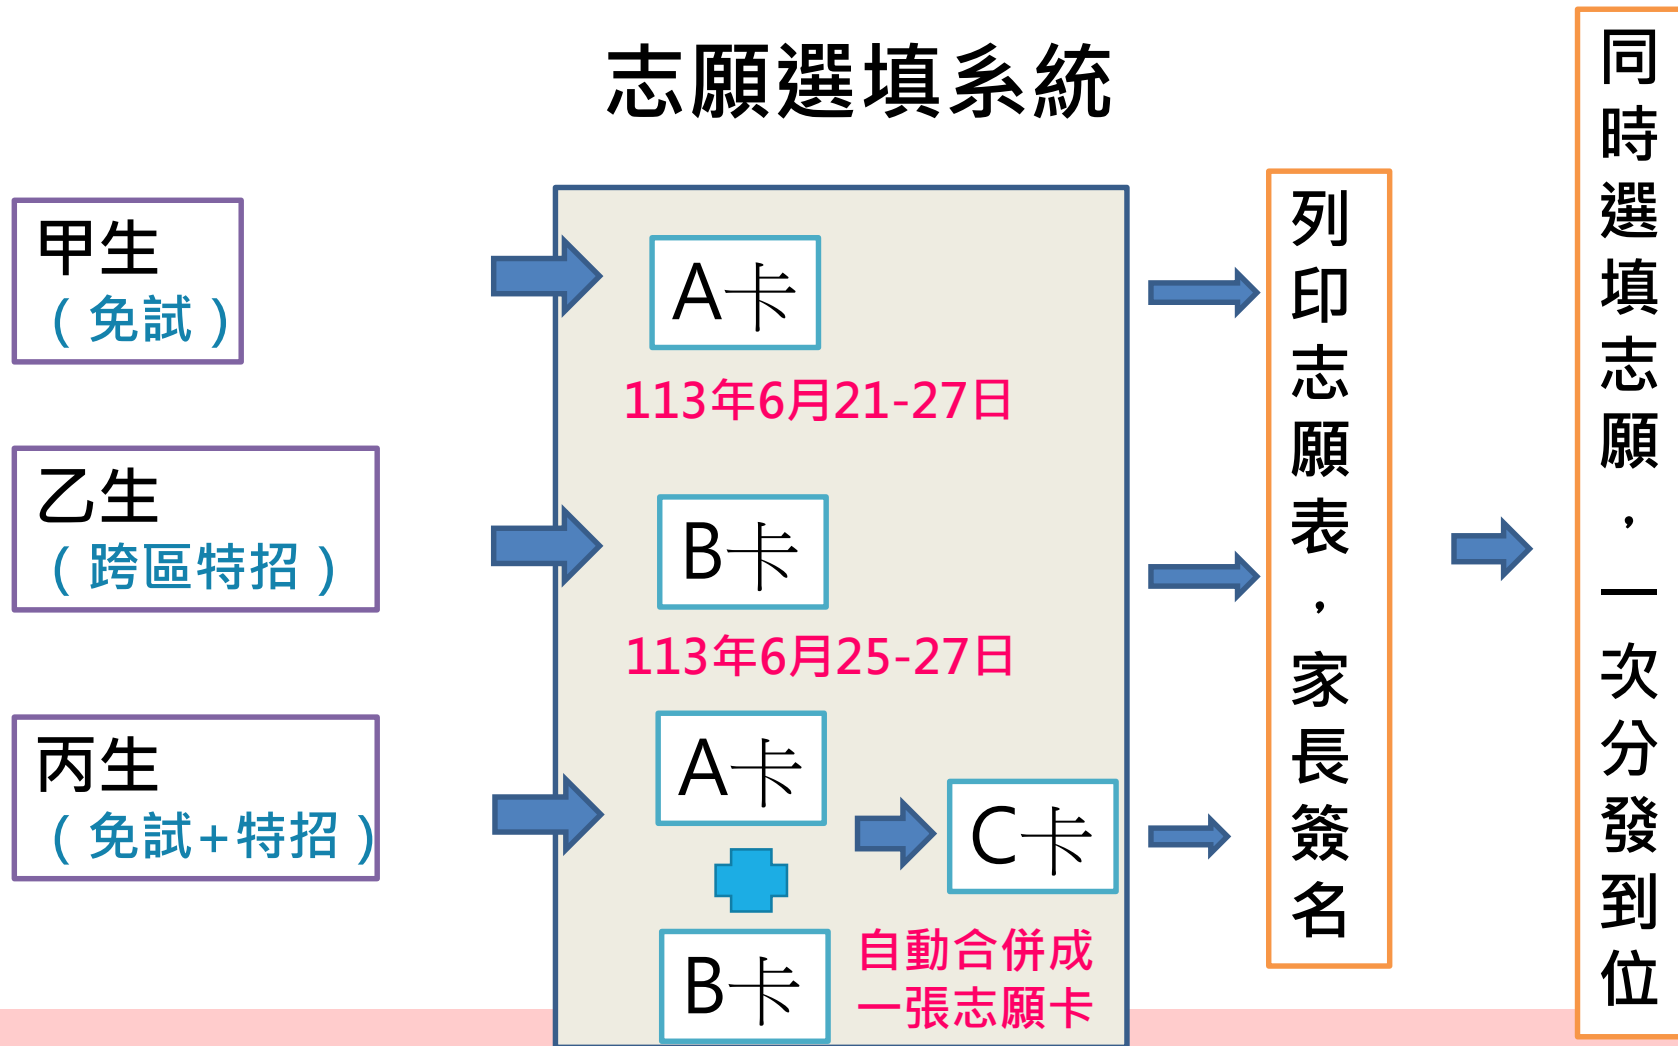 志願選填系統
甲生
（免試）
A卡
113年6月21-27日
乙生
（跨區特招）
B卡
113年6月25-27日
丙生
（免試+特招）
A卡
B卡
C卡
自動合併成
一張志願卡
列印志願表，家長簽名
同時選填志願，一次分發到位